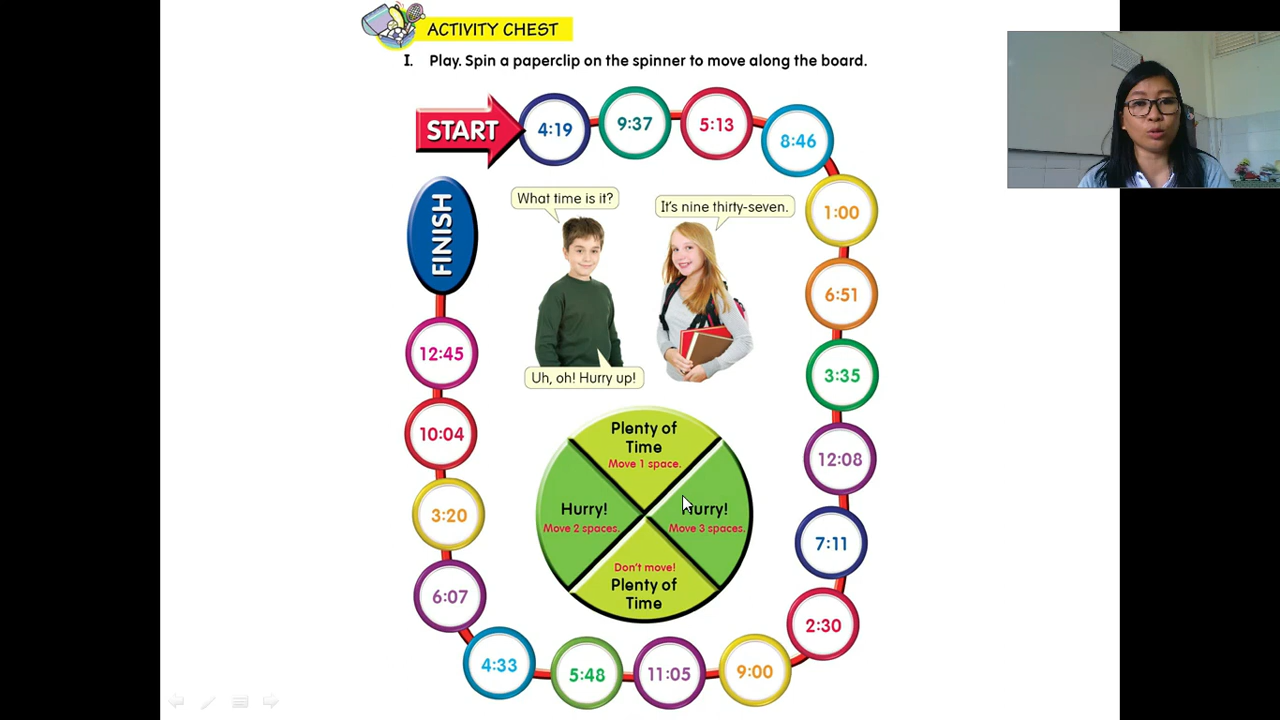 ACTIVITY CHEST
I. Play. Spin a paperclip on the spinner to move along the board.
START
4:19
9:37
5:13
8:46
1:00
6:51
3:35
12:08
7:11
2:30
9:00
11:05
5:48
4:33
6:07
3:20
10:04
12:45
FINISH
What time is it?
It's nine thirty-seven.
Uh, oh! Hurry up!
Plenty of
Time
Move 1 space.
Hurry!
Move 2 spaces.
Hurry!
Move 3 spaces.
Don't move!
Plenty of
Time